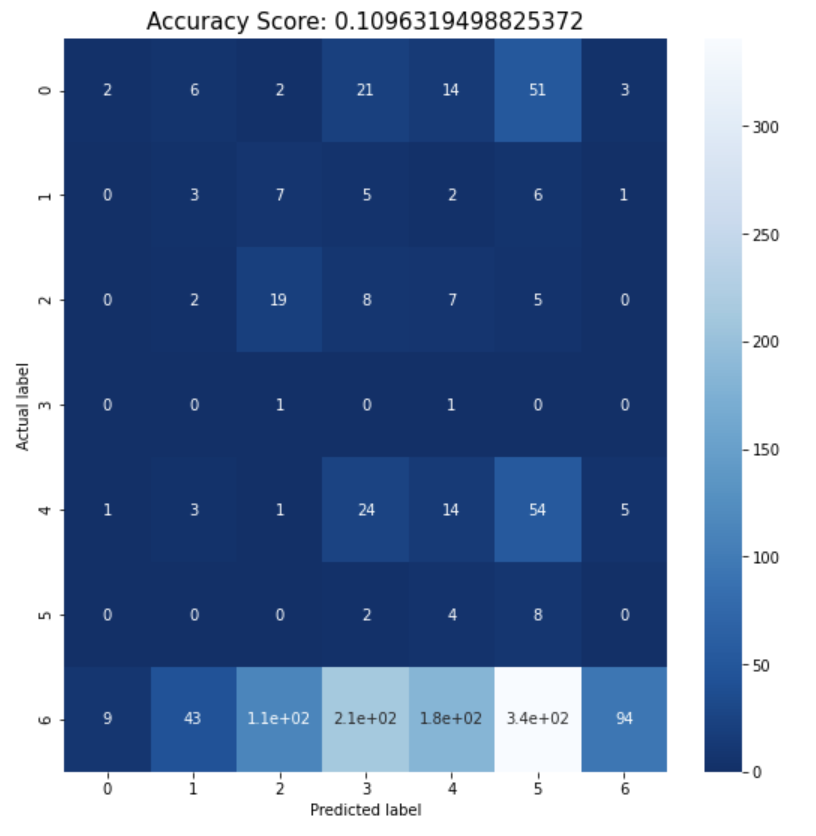 Accuracy Score: 0.1096319498825372
0 2 6 2 21 14 51 3
1 0 3 7 5 2 6 1
2 0 2 19 8 7 5 0
3 0 0 1 0 1 0 0
4 1 3 1 24 14 54 5
5 0 0 0 2 4 8 0
6 9 43 1.1e+02 2.1e+02 1.8e+02 3.4e+02 94
0 1 2 3 4 5 6
Predicted label
Actual label
300
250
200
150
100
50
0